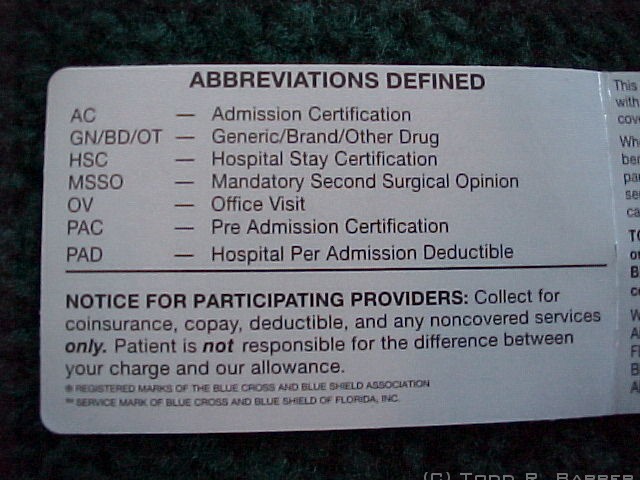 ABBREVIATIONS DEFINED
AC — Admission Certification
GN/BD/OT — Generic/Brand/Other Drug
HSC — Hospital Stay Certification
MSSO — Mandatory Second Surgical Opinion
OV — Office Visit
PAC — Pre Admission Certification
PAD — Hospital Per Admission Deductible
NOTICE FOR PARTICIPATING PROVIDERS: Collect for
coinsurance, copay, deductible, and any noncovered services
only. Patient is not responsible for the difference between
your charge and our allowance.
® REGISTERED MARKS OF THE BLUE CROSS AND BLUE SHIELD ASSOCIATION
℠ SERVICE MARK OF BLUE CROSS AND BLUE SHIELD OF FLORIDA, INC.
This
with
(C) Todd R. Barber